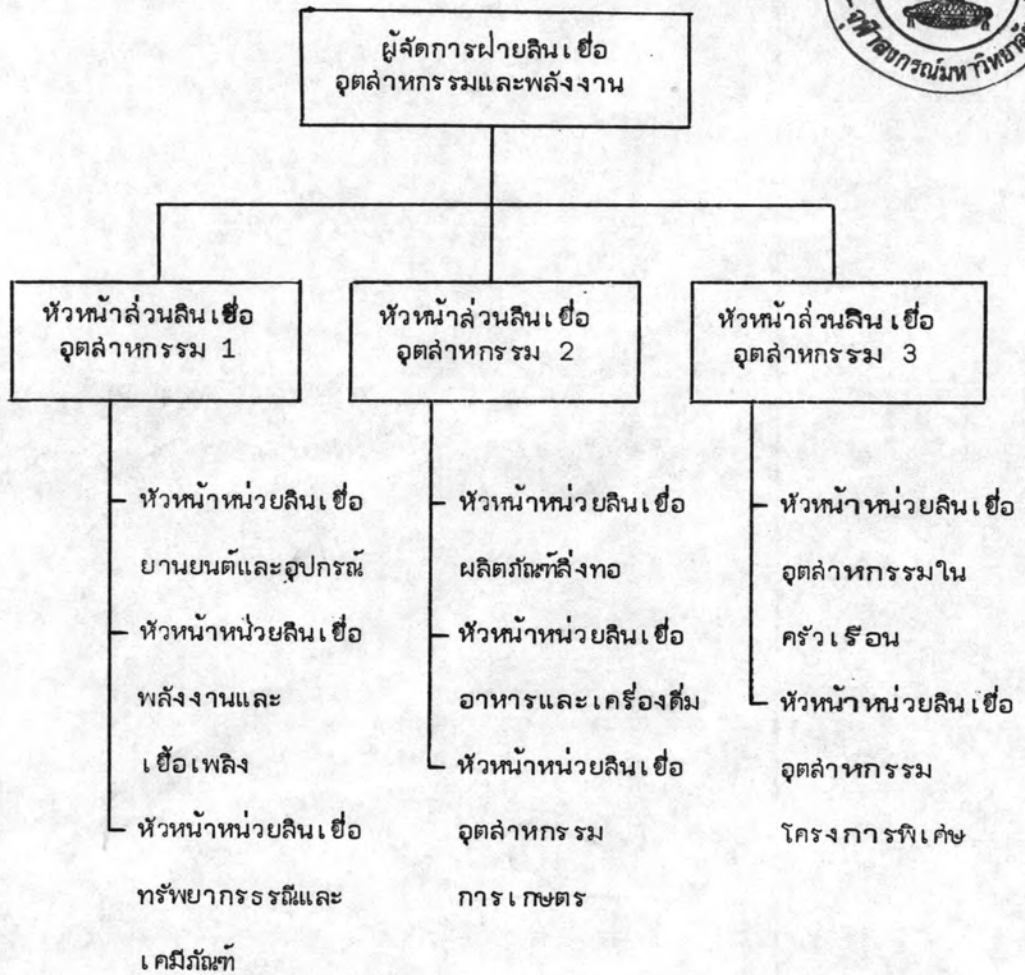 ผู้จัดการฝ่ายสินเชื่อ
อุตสาหกรรมและพลังงาน
จุฬาลงกรณ์มหาวิทยาลัย
หัวหน้าส่วนสินเชื่อ
อุตสาหกรรม 1
หัวหน้าส่วนสินเชื่อ
อุตสาหกรรม 2
หัวหน้าส่วนสินเชื่อ
อุตสาหกรรม 3
- หัวหน้าหน่วยสินเชื่อ
ยานยนต์และอุปกรณ์
- หัวหน้าหน่วยสินเชื่อ
พลังงานและ
เชื้อเพลิง
- หัวหน้าหน่วยสินเชื่อ
ทรัพยากรธรณีและ
เคมีภัณฑ์
- หัวหน้าหน่วยสินเชื่อ
ผลิตภัณฑ์สิ่งทอ
- หัวหน้าหน่วยสินเชื่อ
อาหารและเครื่องดื่ม
- หัวหน้าหน่วยสินเชื่อ
อุตสาหกรรม
การเกษตร
- หัวหน้าหน่วยสินเชื่อ
อุตสาหกรรมใน
ครัวเรือน
- หัวหน้าหน่วยสินเชื่อ
อุตสาหกรรม
โครงการพิเศษ